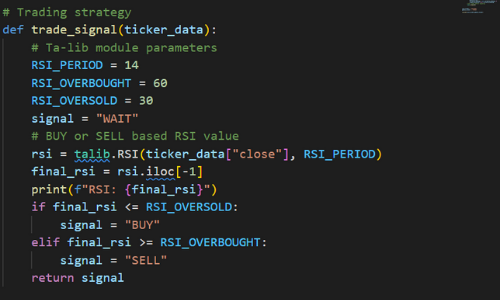 # Trading strategy
def trade_signal(ticker_data):
    # Ta-lib module parameters
    RSI_PERIOD = 14
    RSI_OVERBOUGHT = 60
    RSI_OVERSOLD = 30
    signal = "WAIT"
    # BUY or SELL based RSI value
    rsi = talib.RSI(ticker_data["close"], RSI_PERIOD)
    final_rsi = rsi.iloc[-1]
    print(f"RSI: {final_rsi}")
    if final_rsi <= RSI_OVERSOLD:
        signal = "BUY"
    elif final_rsi >= RSI_OVERBOUGHT:
        signal = "SELL"
    return signal